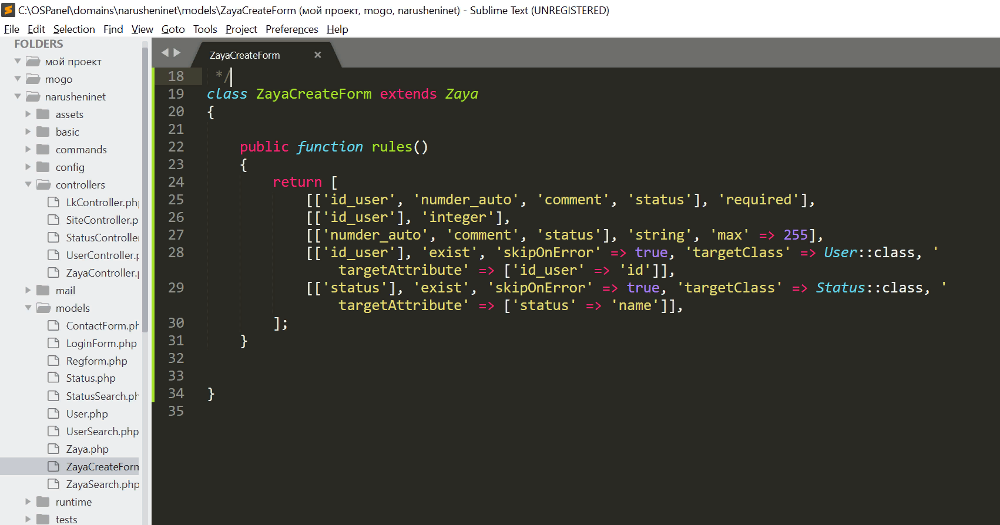 C:\OSPanel\domains\narusheninet\models\ZayaCreateForm (мой проект, mogo, narusheninet) - Sublime Text (UNREGISTERED)
File Edit Selection Find View Goto Tools Project Preferences Help
FOLDERS
мой проект
mogo
narusheninet
assets
basic
commands
config
controllers
LkController.ph
SiteController.p
StatusController
UserController.p
ZayaController.p
mail
models
ContactForm.ph
LoginForm.php
Regform.php
Status.php
StatusSearch.ph
User.php
UserSearch.php
Zaya.php
ZayaCreateForm
ZayaSearch.php
runtime
tests
ZayaCreateForm ×
18 */
19 class ZayaCreateForm extends Zaya
20 {
21
22 public function rules()
23 {
24 return [
25 [['id_user', 'numder_auto', 'comment', 'status'], 'required'],
26 [['id_user'], 'integer'],
27 [['numder_auto', 'comment', 'status'], 'string', 'max' => 255],
28 [['id_user'], 'exist', 'skipOnError' => true, 'targetClass' => User::class, '
targetAttribute' => ['id_user' => 'id']],
29 [['status'], 'exist', 'skipOnError' => true, 'targetClass' => Status::class, '
targetAttribute' => ['status' => 'name']],
30 ];
31 }
32
33
34 }
35